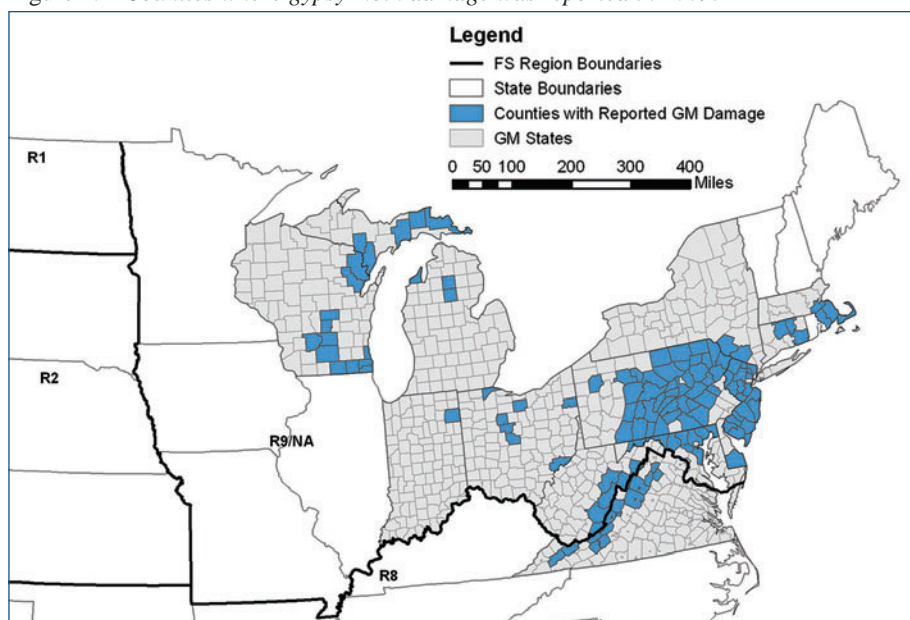 Legend
FS Region Boundaries
State Boundaries
Counties with Reported GM Damage
GM States
0 50 100 200 300 400
Miles
R1
R2
R9/NA
R8